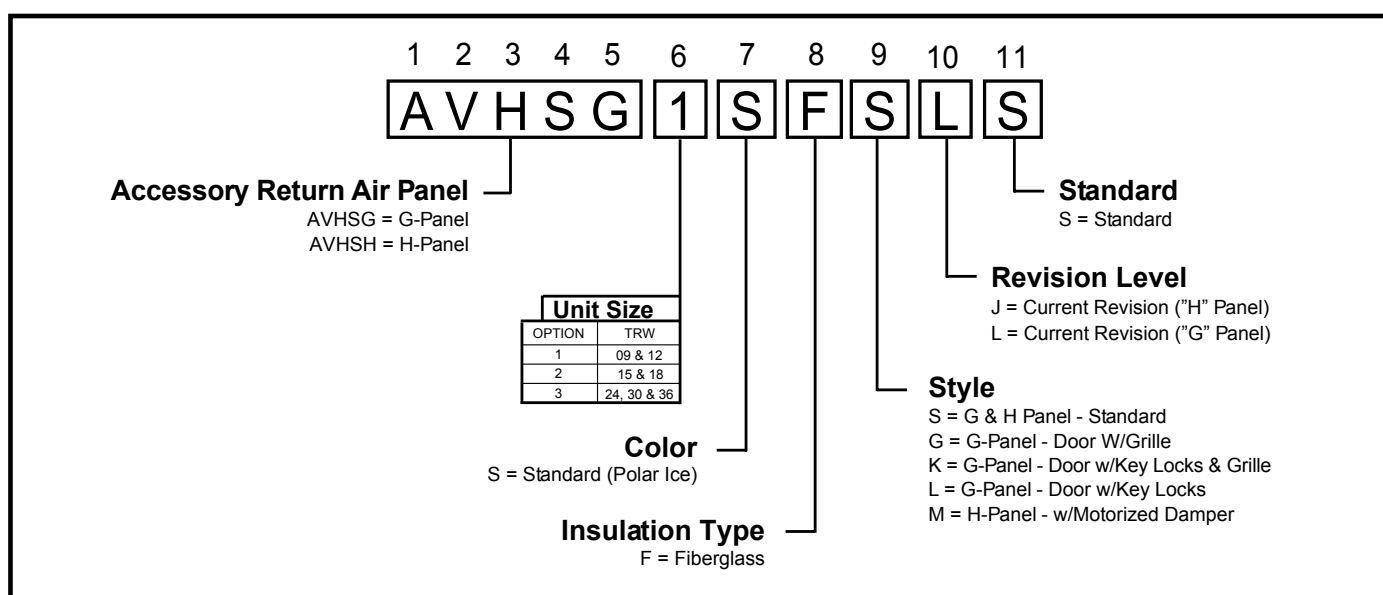 1 2 3 4 5 6 7 8 9 10 11
A V H S G 1 S F S L S
Accessory Return Air Panel
AVHSG = G-Panel
AVHSH = H-Panel
Standard
S = Standard
Revision Level
J = Current Revision (”H” Panel)
L = Current Revision ("G” Panel)
Unit Size
OPTION TRW
1 09 & 12
2 15 & 18
3 24, 30 & 36
Style
S = G & H Panel - Standard
G = G-Panel - Door W/Grille
K = G-Panel - Door w/Key Locks & Grille
L = G-Panel - Door w/Key Locks
M = H-Panel - w/Motorized Damper
Color
S = Standard (Polar Ice)
Insulation Type
F = Fiberglass